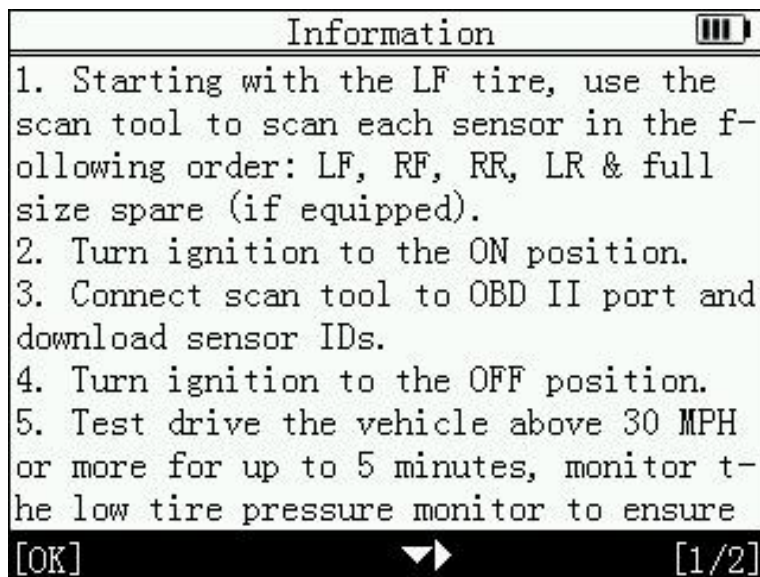 Information
1. Starting with the LF tire, use the
scan tool to scan each sensor in the f-
ollowing order: LF, RF, RR, LR & full
size spare (if equipped).
2. Turn ignition to the ON position.
3. Connect scan tool to OBD II port and
download sensor IDs.
4. Turn ignition to the OFF position.
5. Test drive the vehicle above 30 MPH
or more for up to 5 minutes, monitor t-
he low tire pressure monitor to ensure
[OK] [1/2]